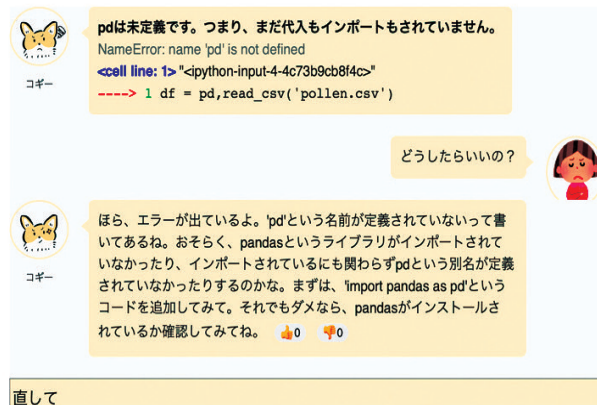 pdは未定義です。つまり、まだ代入もインポートもされていません。
NameError: name 'pd' is not defined
<cell line: 1> "<ipython-input-4-4c73b9cb8f4c>"
----> 1 df = pd,read_csv('pollen.csv')
コギー
どうしたらいいの？
ほら、エラーが出ているよ。'pd'という名前が定義されていないって書
いてあるね。おそらく、pandasというライブラリがインポートされて
いなかったり、インポートされているにも関わらずpdという別名が定義
されていなかったりするのかな。まずは、'import pandas as pd'という
コードを追加してみて。それでもダメなら、pandasがインストールさ
れているか確認してみてね。 👍0 👎0
コギー
直して